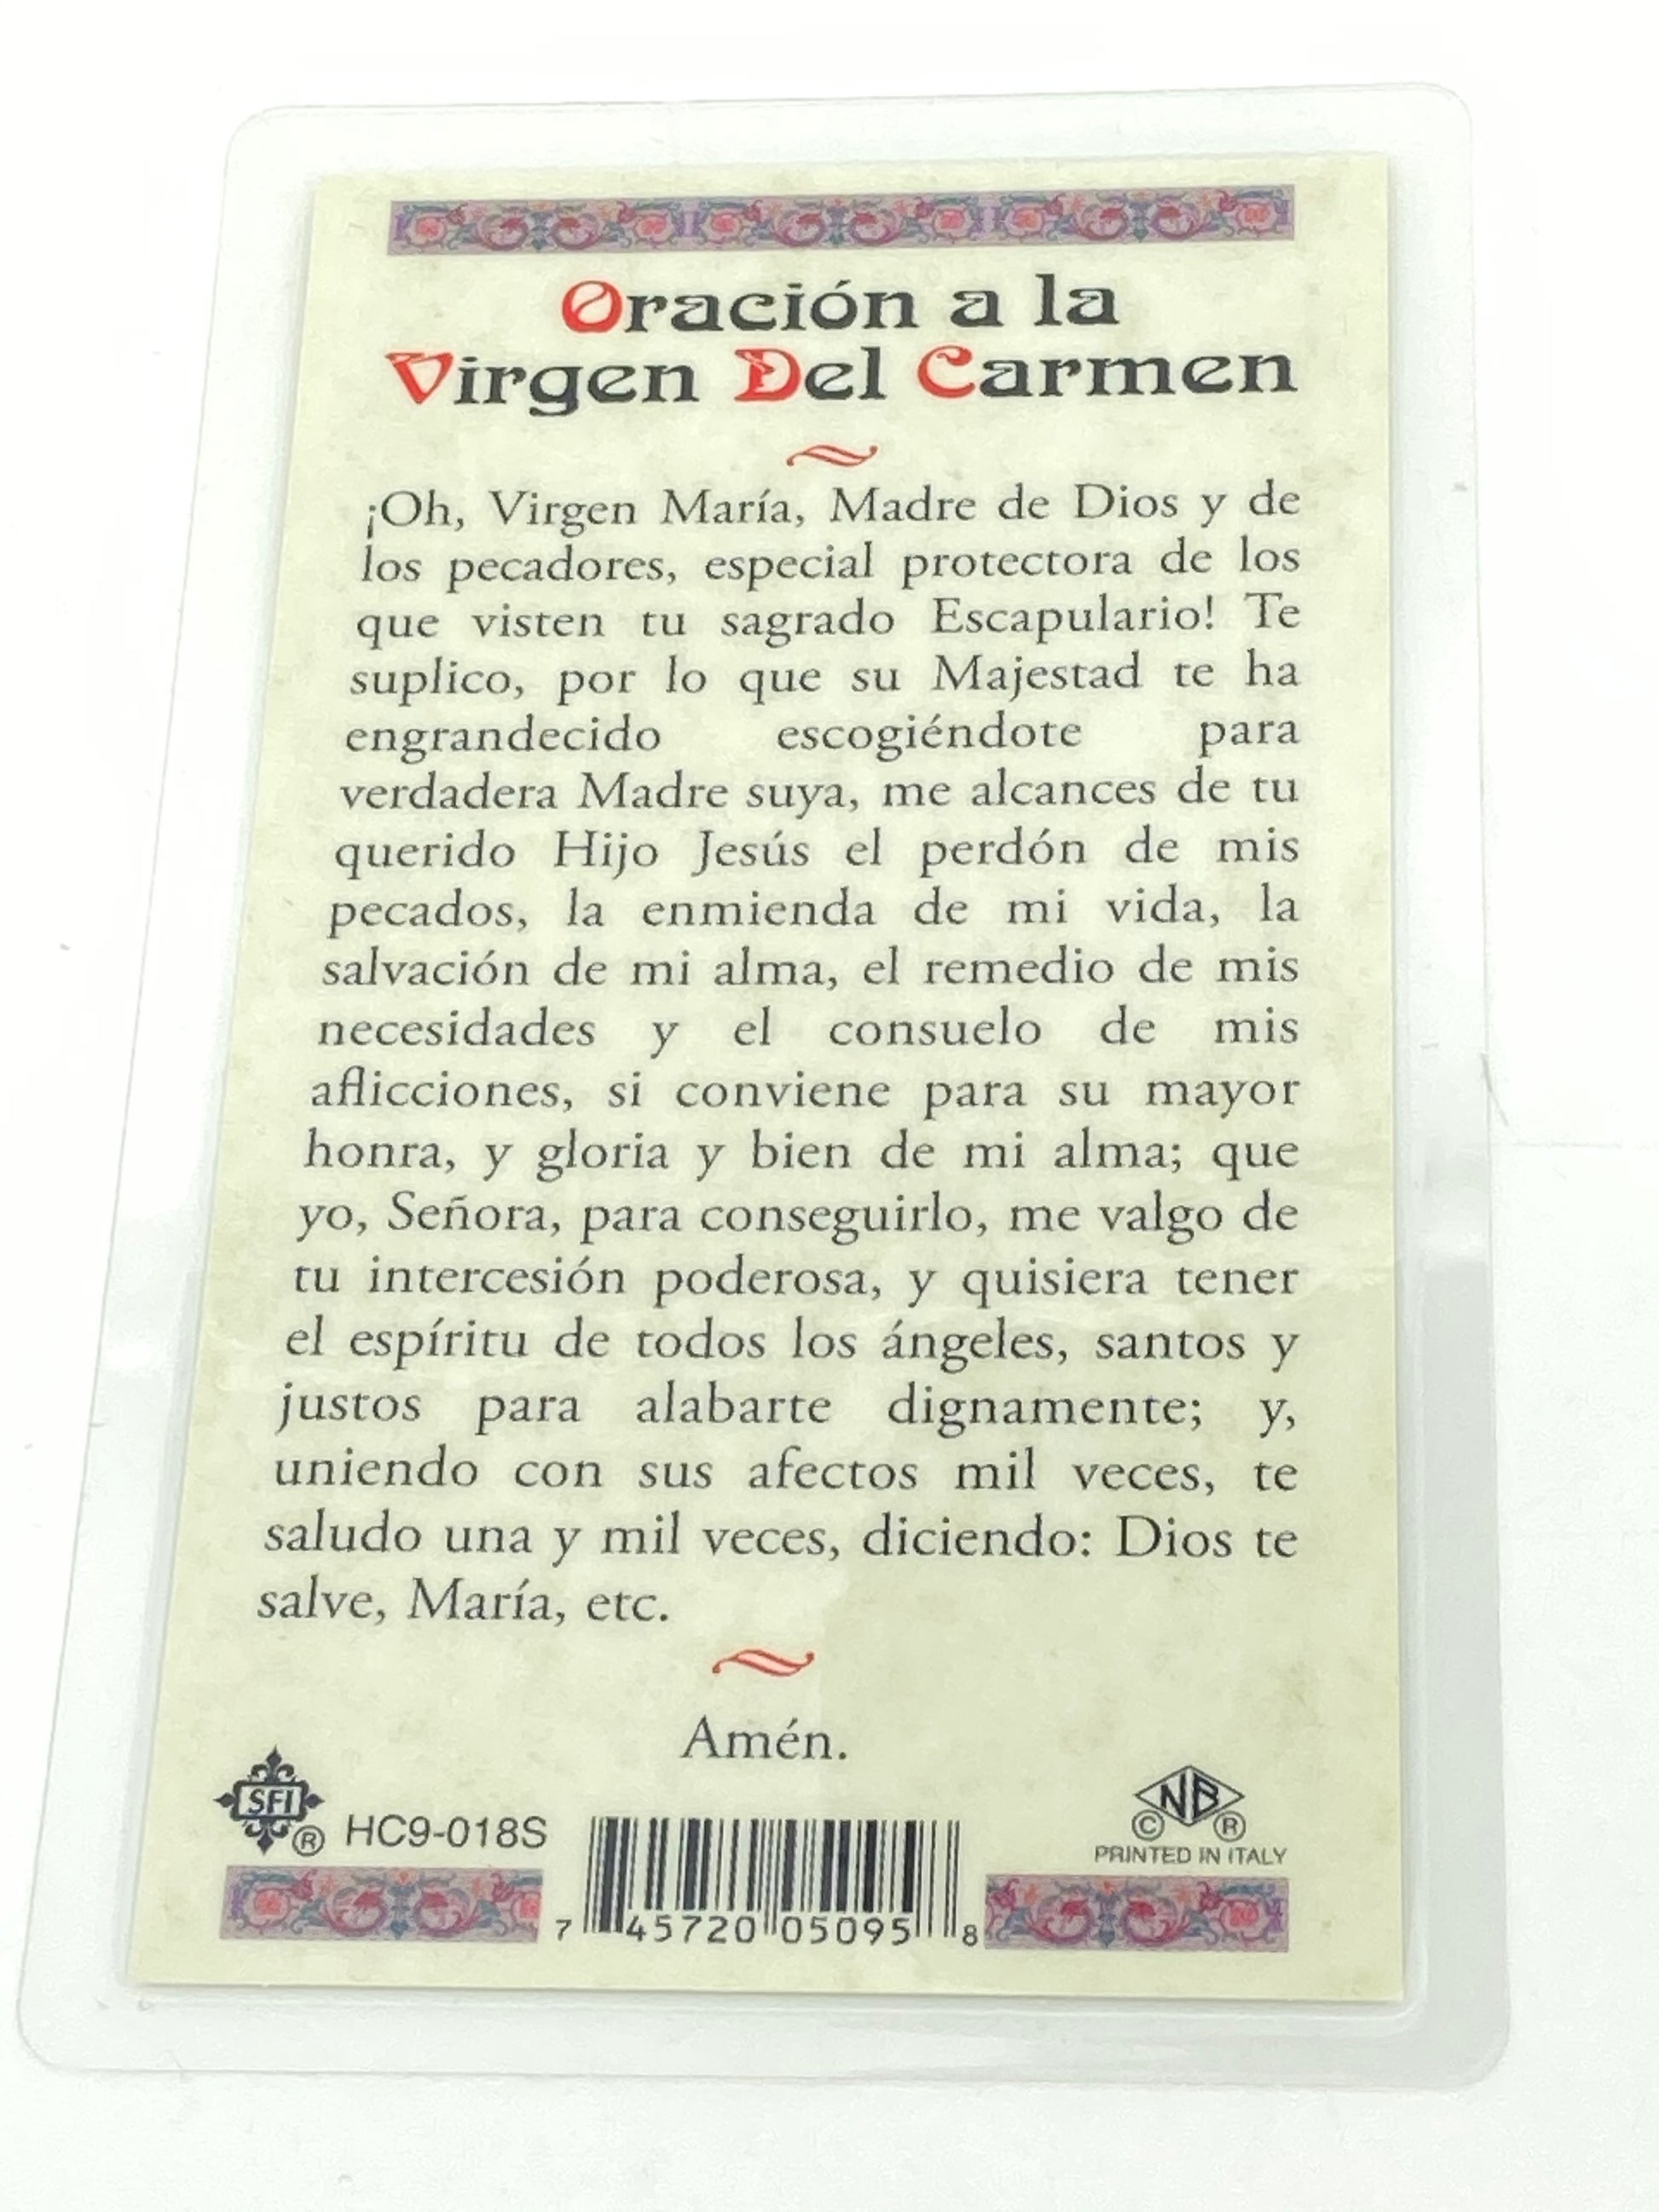 Oración a la
Virgen Del Carmen
¡Oh, Virgen María, Madre de Dios y de
los pecadores, especial protectora de los
que visten tu sagrado Escapulario! Te
suplico, por lo que su Majestad te ha
engrandecido escogiéndote para
verdadera Madre suya, me alcances de tu
querido Hijo Jesús el perdón de mis
pecados, la enmienda de mi vida, la
salvación de mi alma, el remedio de mis
necesidades y el consuelo de mis
aflicciones, si conviene para su mayor
honra, y gloria y bien de mi alma; que
yo, Señora, para conseguirlo, me valgo de
tu intercesión poderosa, y quisiera tener
el espíritu de todos los ángeles, santos y
justos para alabarte dignamente; y,
uniendo con sus afectos mil veces, te
saludo una y mil veces, diciendo: Dios te
salve, María, etc.
Amén.
SFI ® HC9-018S
NB
© ®
PRINTED IN ITALY
7 45720 05095 8